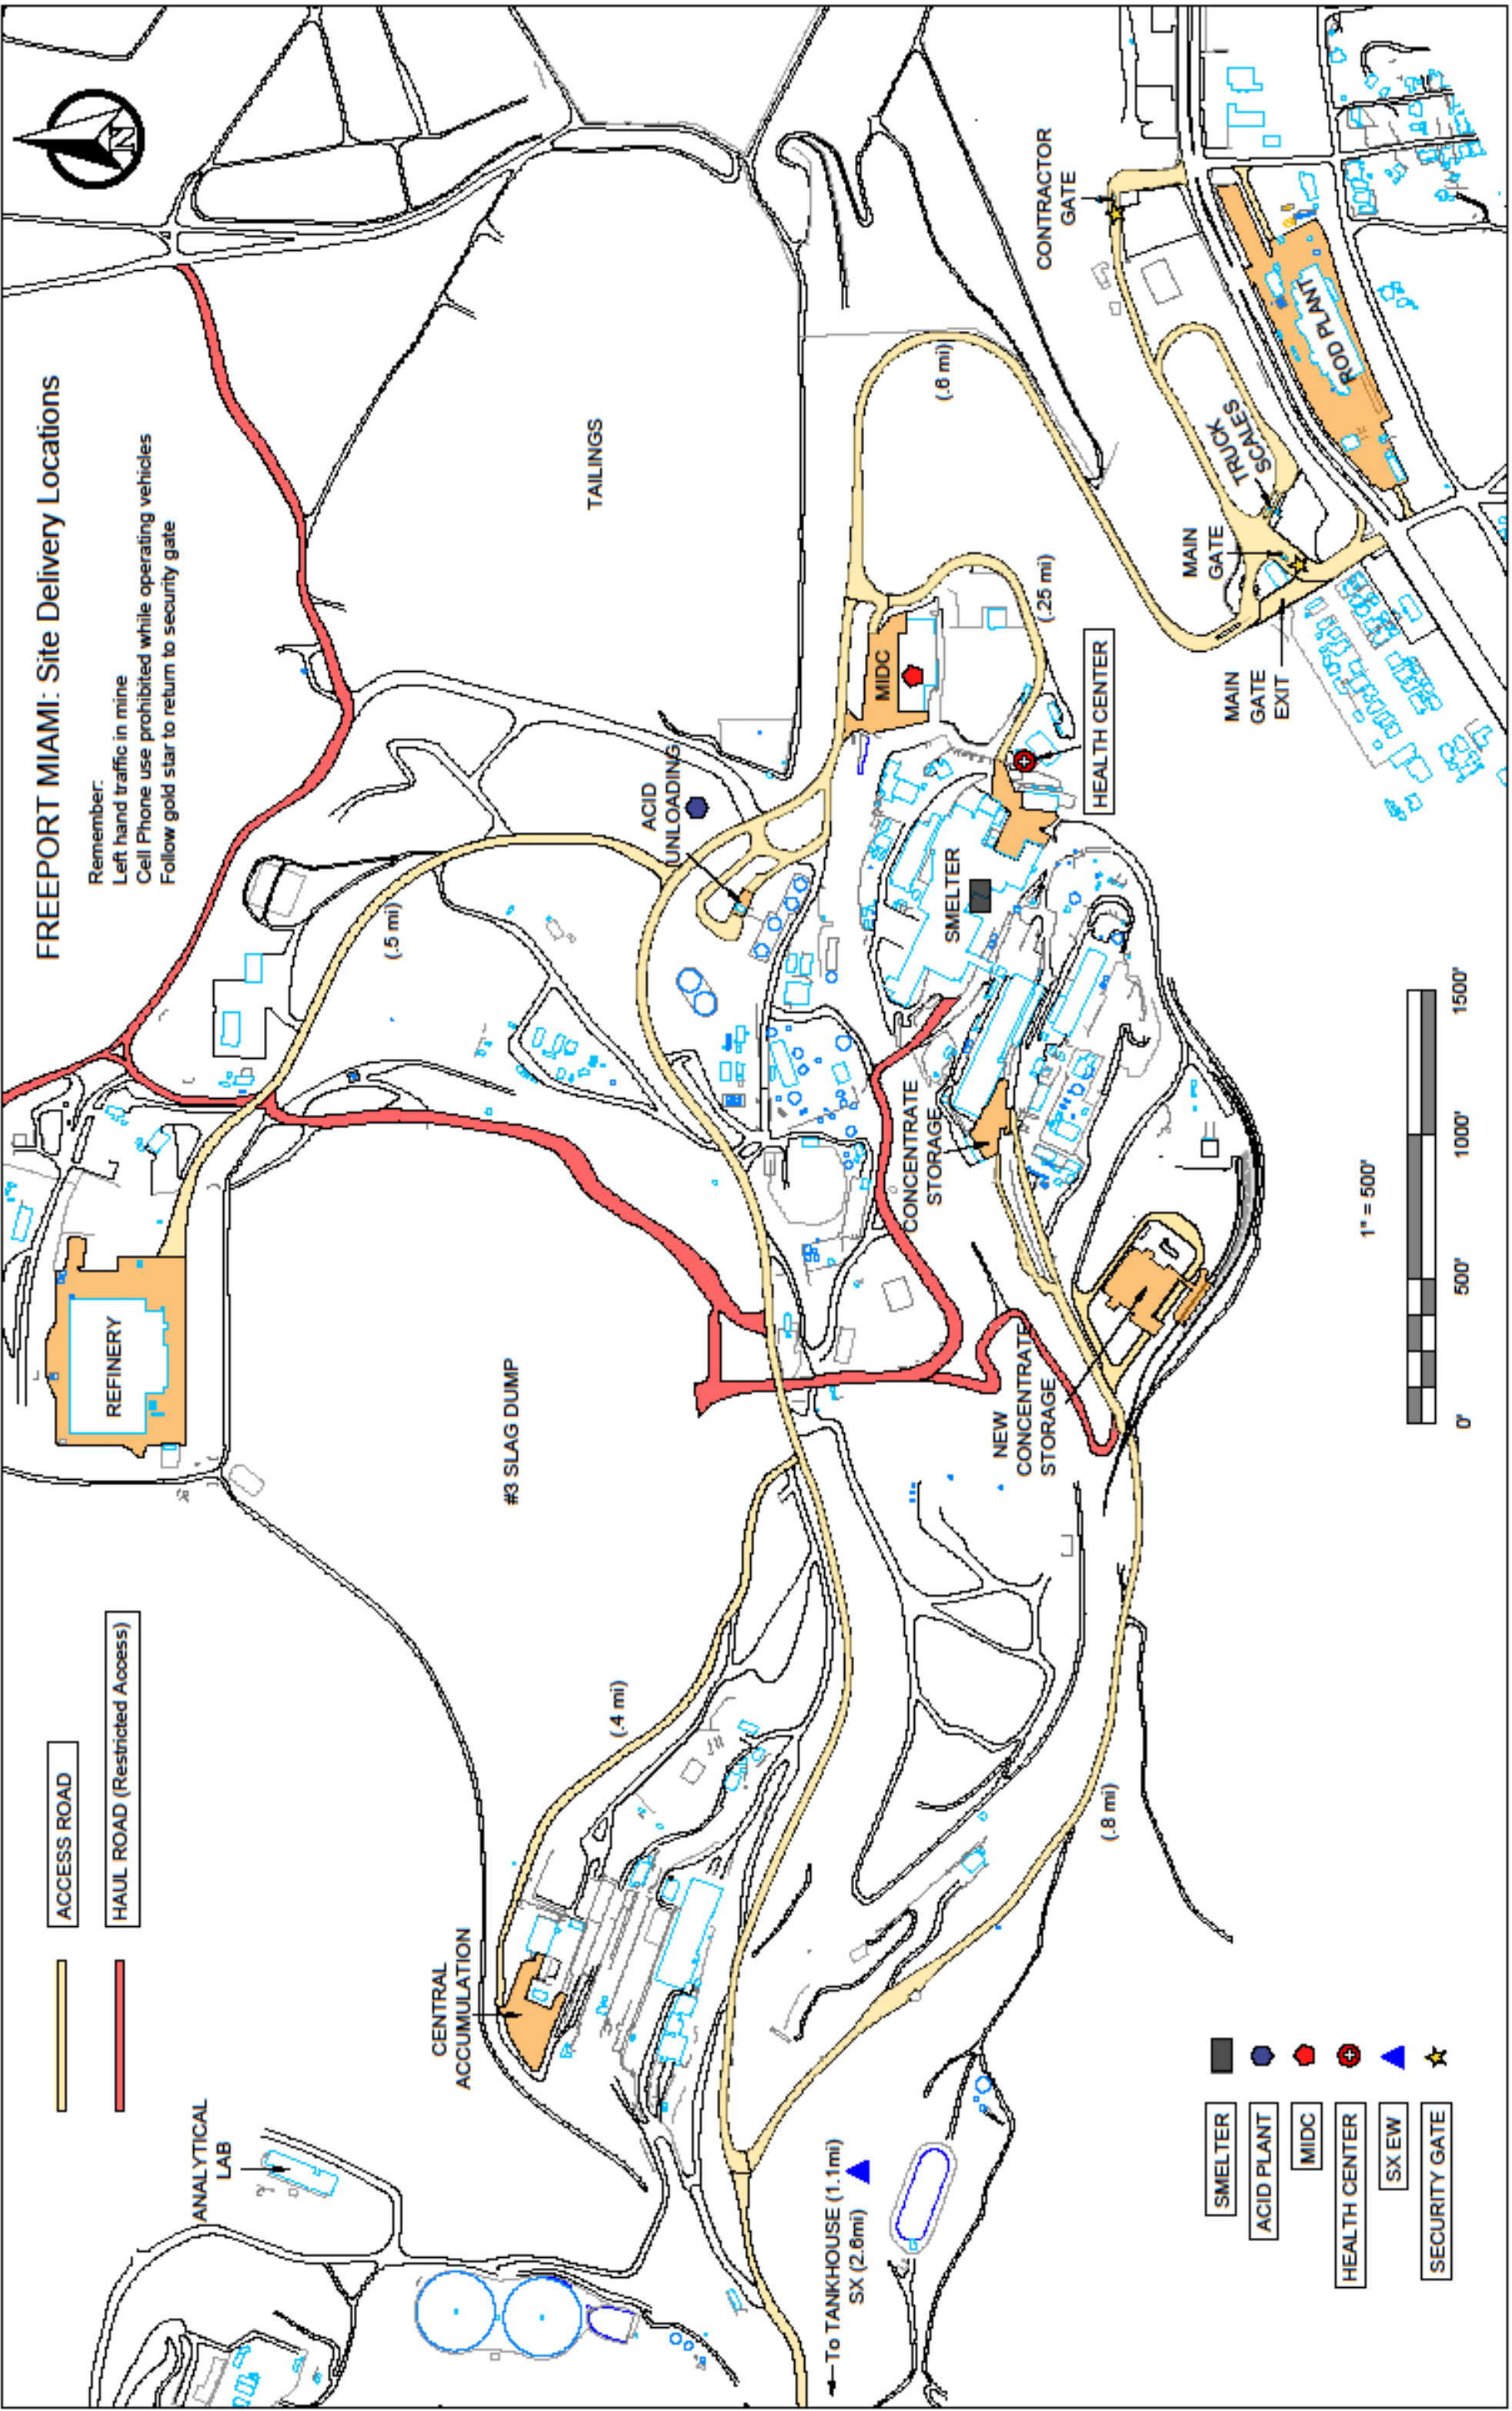 FREEPORT MIAMI: Site Delivery Locations
Remember:
Left hand traffic in mine
Cell Phone use prohibited while operating vehicles
Follow gold star to return to security gate
N
ACCESS ROAD
HAUL ROAD (Restricted Access)
ANALYTICAL
LAB
CENTRAL
ACCUMULATION
REFINERY
#3 SLAG DUMP
TAILINGS
(.5 mi)
(.4 mi)
ACID
UNLOADING
MIDC
(.6 mi)
(.25 mi)
SMELTER
HEALTH CENTER
CONCENTRATE
STORAGE
NEW
CONCENTRATE
STORAGE
(.8 mi)
To TANKHOUSE (1.1mi)
SX (2.6mi)
CONTRACTOR
GATE
TRUCK
SCALES
ROD PLANT
MAIN
GATE
MAIN
GATE
EXIT
SMELTER
ACID PLANT
MIDC
HEALTH CENTER
SX EW
SECURITY GATE
1" = 500'
0'
500'
1000'
1500'